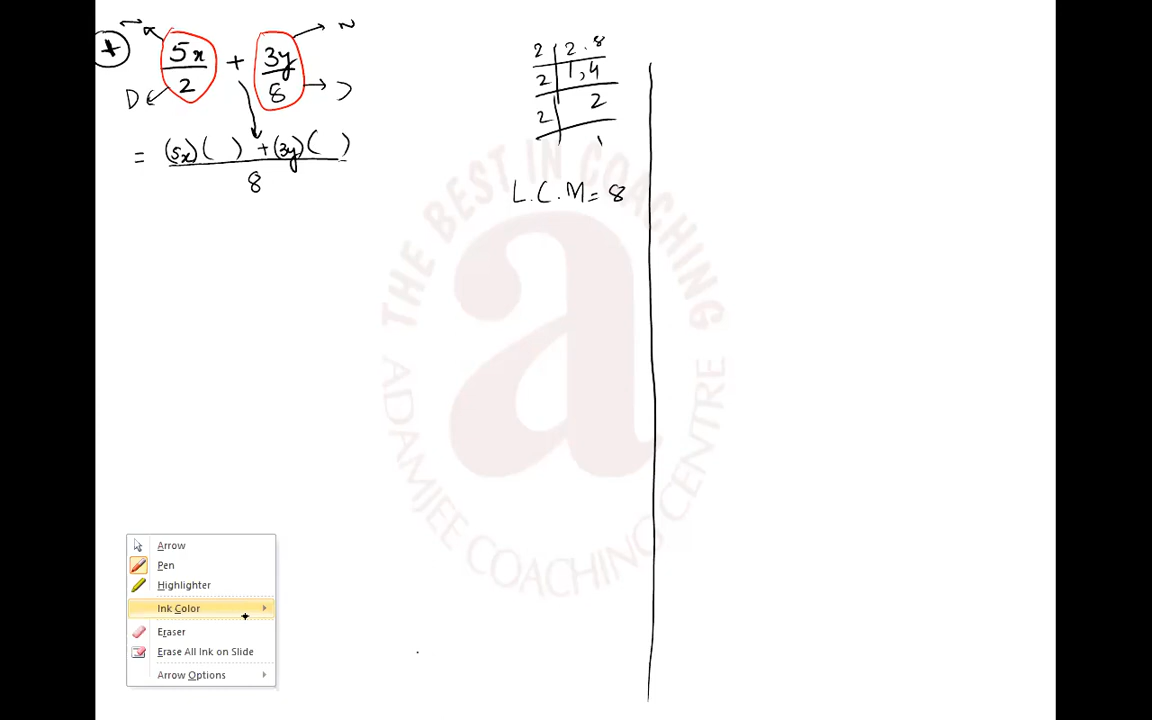 N
+ 5x/2 + 3y/8
N
D
D
= (5x)( ) + (3y)( )
8
2 | 2, 8
2 | 1, 4
2 | 2
1
L.C.M = 8
THE BEST IN COACHING
ADAMJEE COACHING CENTRE
a
Arrow
Pen
Highlighter
Ink Color
Eraser
Erase All Ink on Slide
Arrow Options